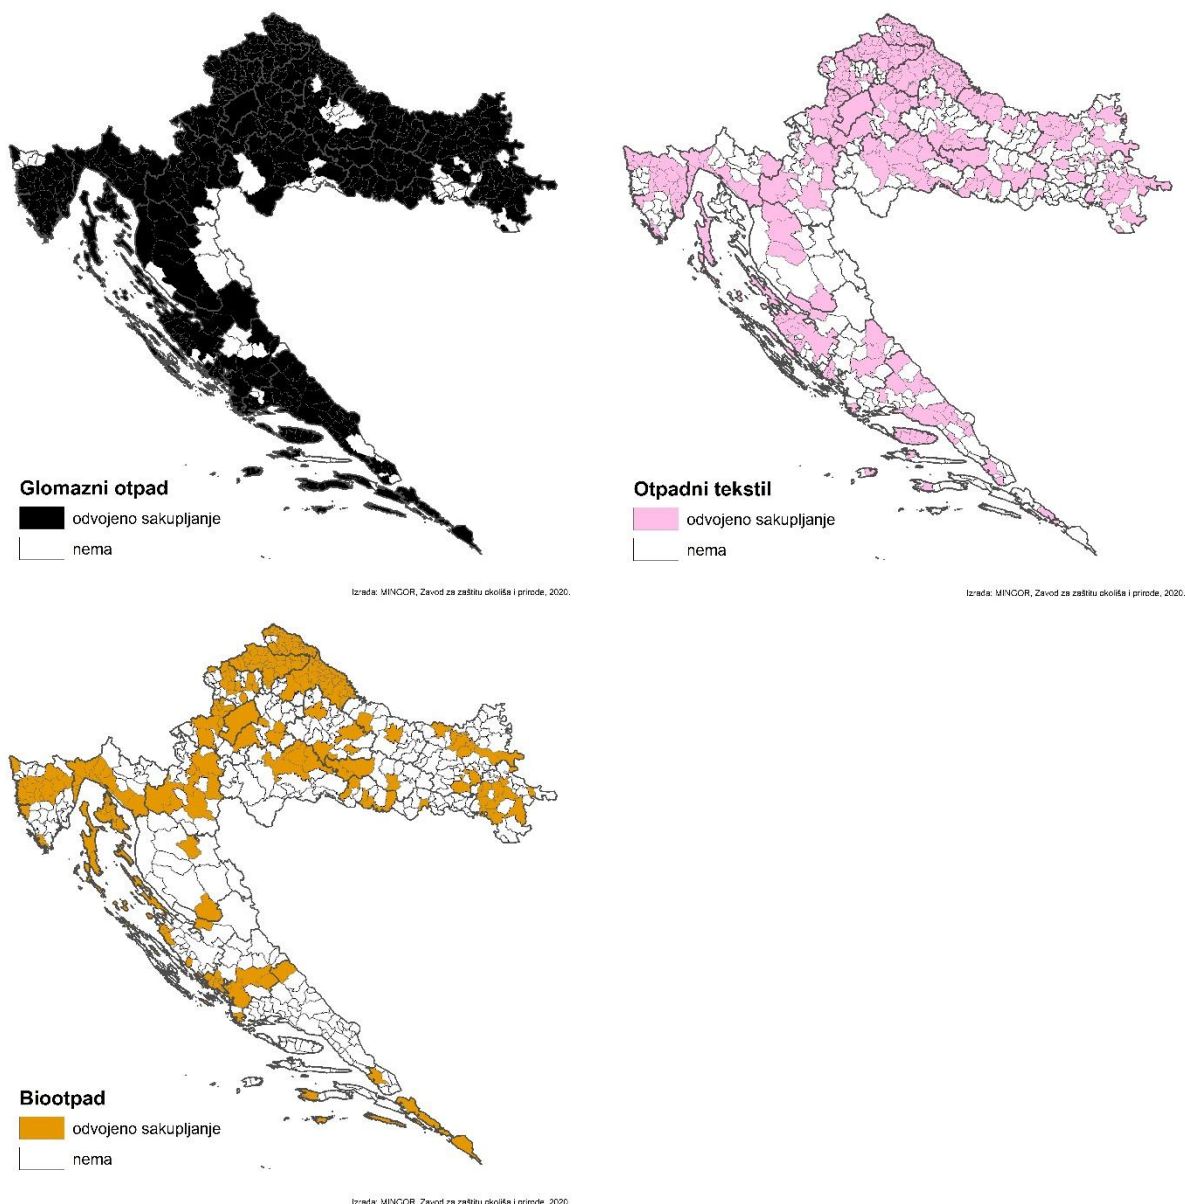 Glomazni otpad
odvojeno sakupljanje
nema
Izrada: MINGOR, Zavod za zaštitu okoliša i prirode, 2020.
Otpadni tekstil
odvojeno sakupljanje
nema
Izrada: MINGOR, Zavod za zaštitu okoliša i prirode, 2020.
Biootpad
odvojeno sakupljanje
nema
Izrada: MINGOR, Zavod za zaštitu okoliša i prirode, 2020.